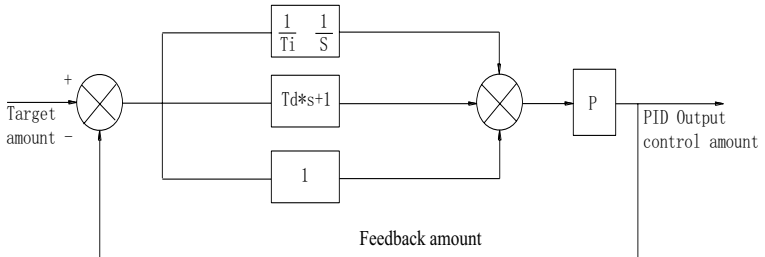 1 1
Ti S
+
Target
amount -
Td*s+1
P
PID Output
control amount
1
Feedback amount